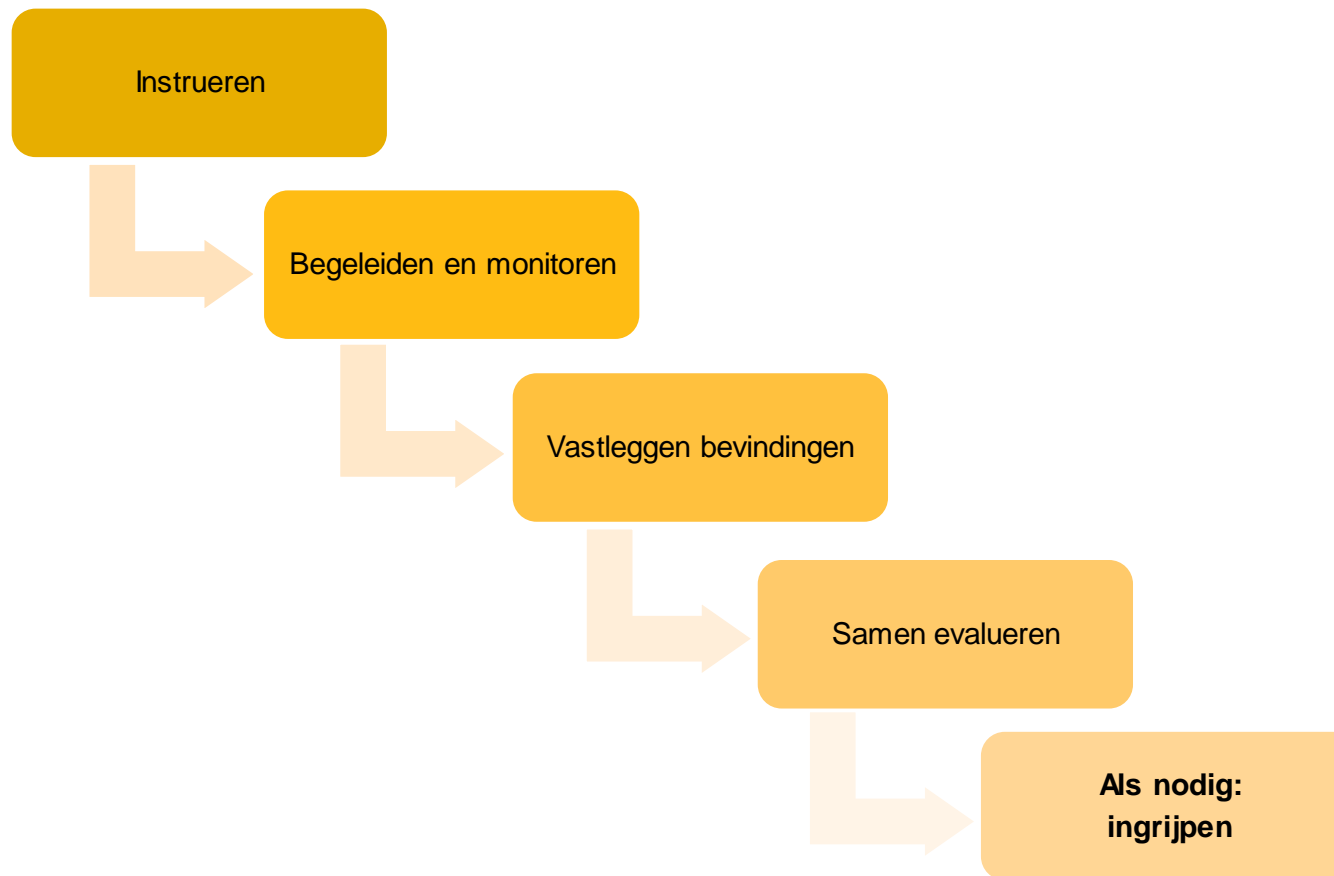 Instrueren
Begeleiden en monitoren
Vastleggen bevindingen
Samen evalueren
Als nodig:
ingrijpen